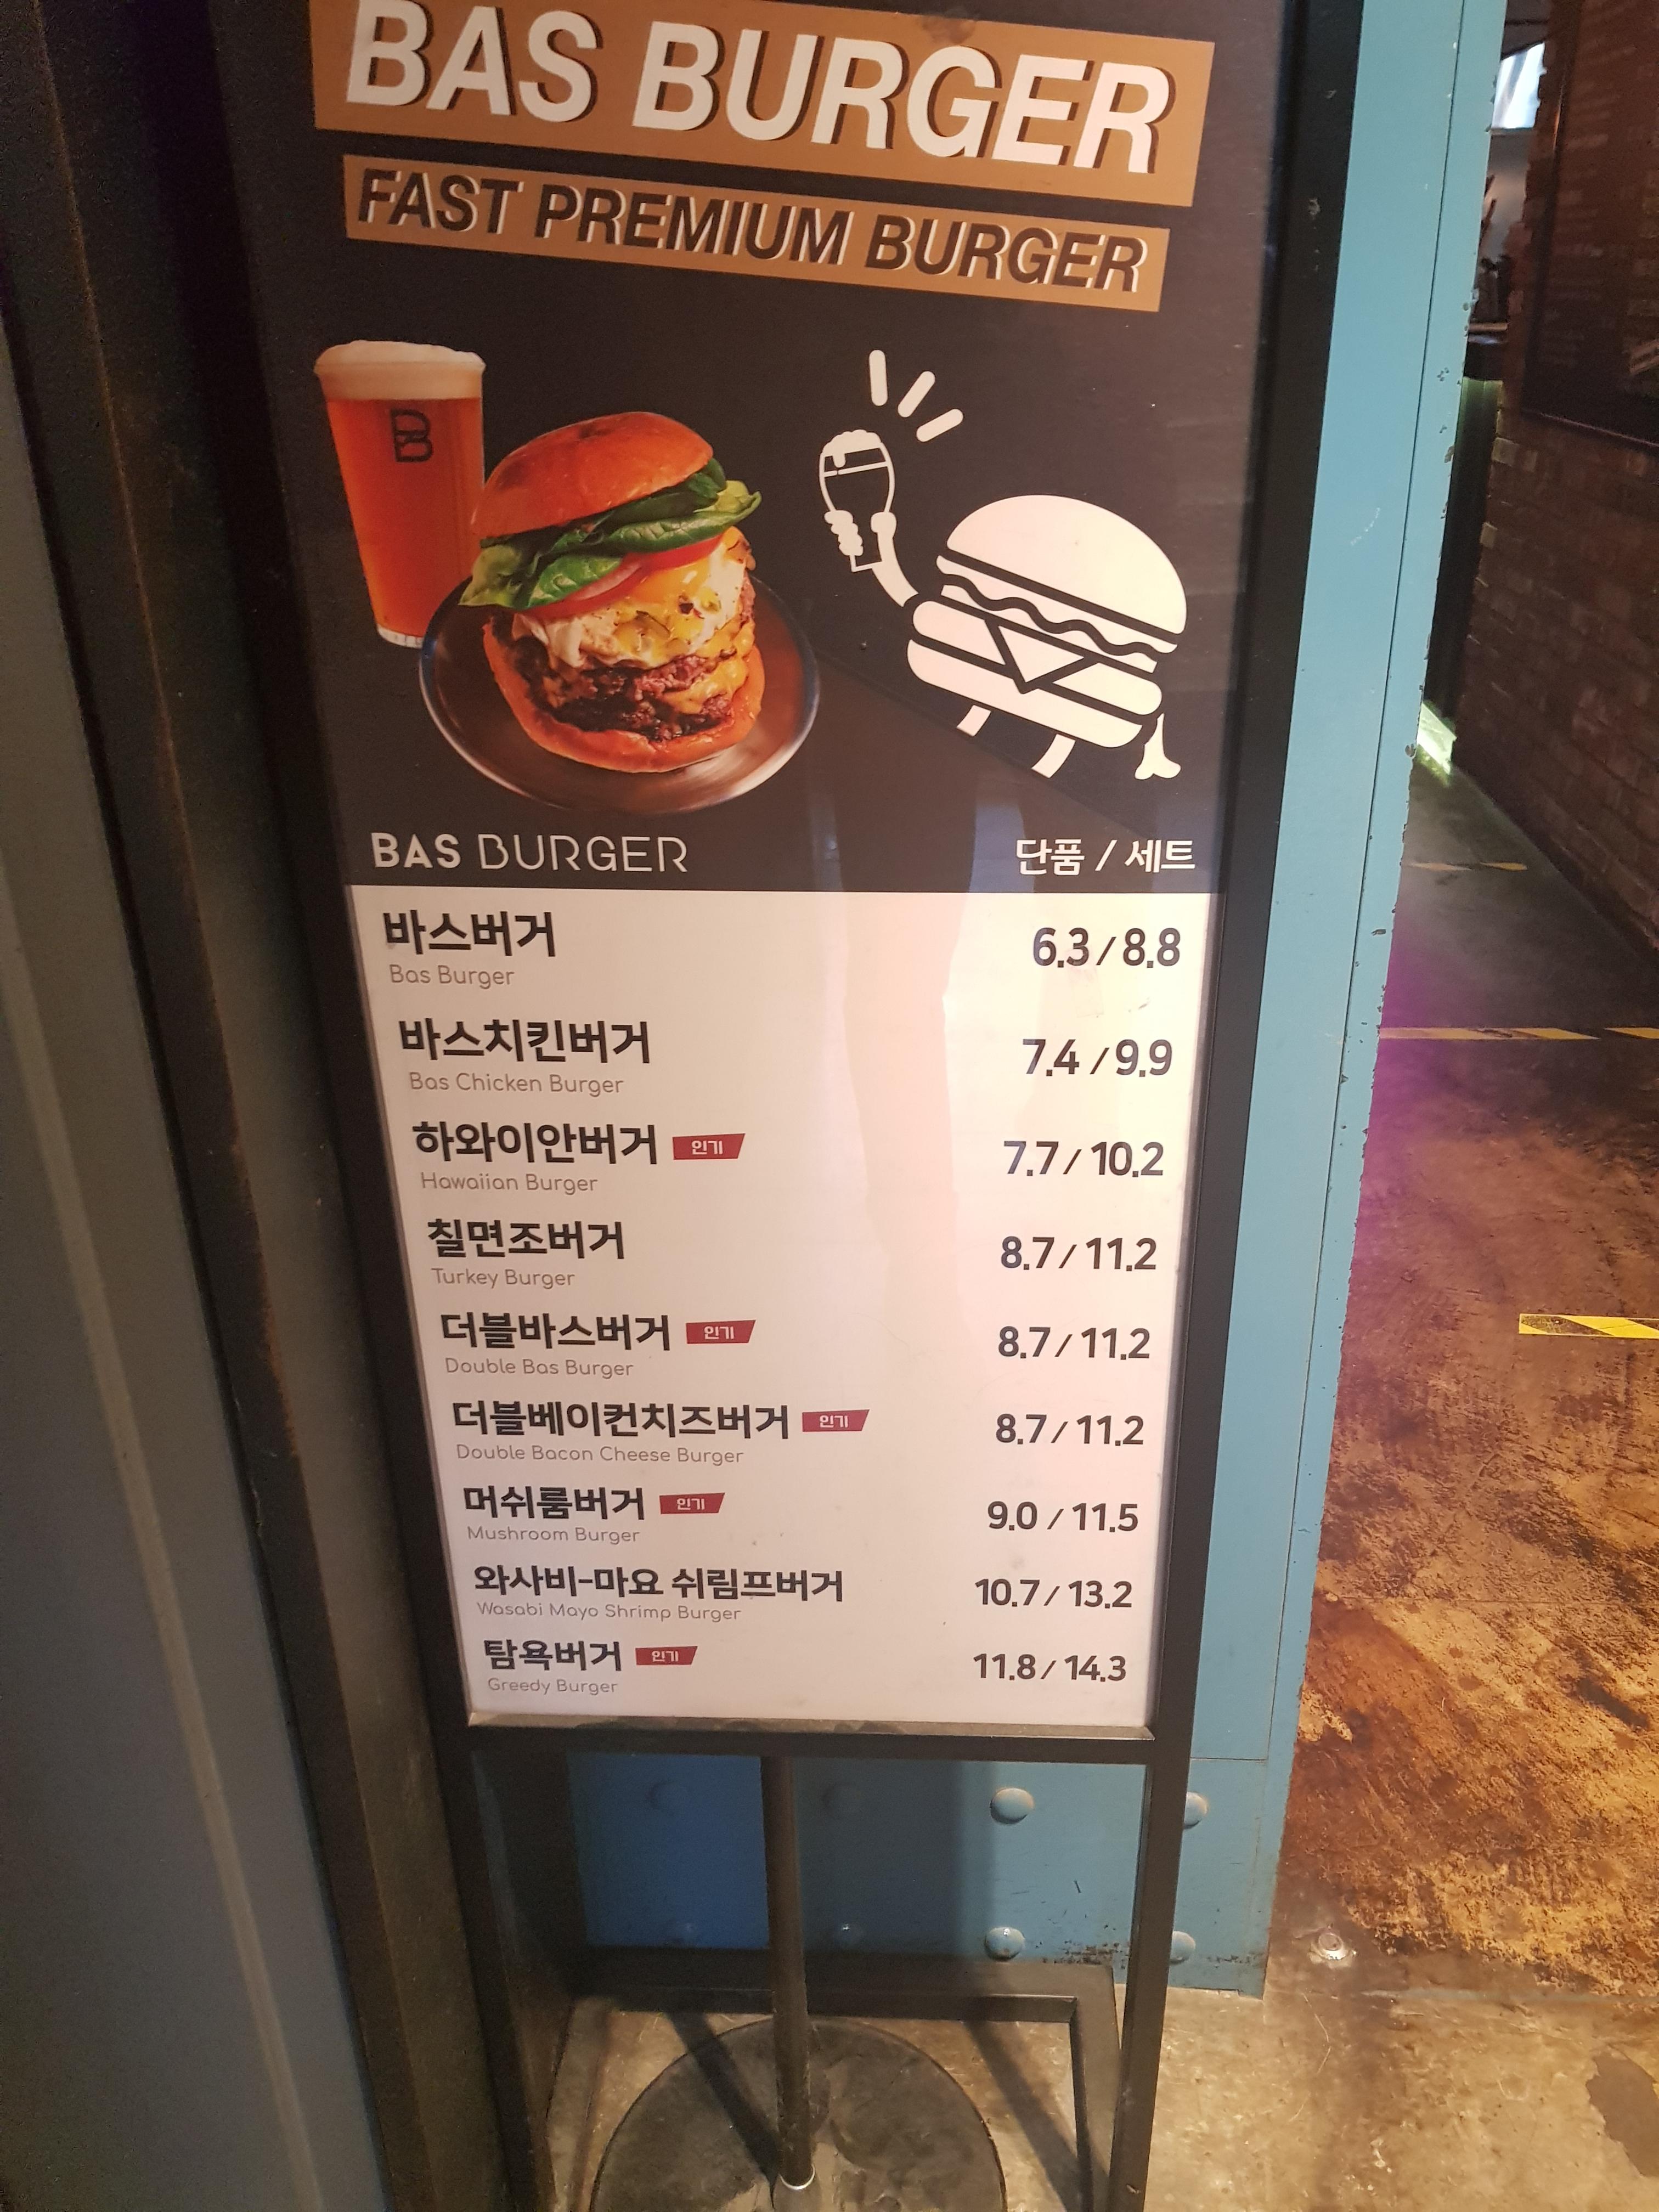 BAS BURGER
FAST PREMIUM BURGER
B
BAS BURGER 단품 / 세트
바스버거 6.3 / 8.8
Bas Burger
바스치킨버거 7.4 / 9.9
Bas Chicken Burger
하와이안버거 인기 7.7 / 10.2
Hawaiian Burger
칠면조버거 8.7 / 11.2
Turkey Burger
더블바스버거 인기 8.7 / 11.2
Double Bas Burger
더블베이컨치즈버거 인기 8.7 / 11.2
Double Bacon Cheese Burger
머쉬룸버거 인기 9.0 / 11.5
Mushroom Burger
와사비-마요 쉬림프버거 10.7 / 13.2
Wasabi Mayo Shrimp Burger
탐욕버거 인기 11.8 / 14.3
Greedy Burger